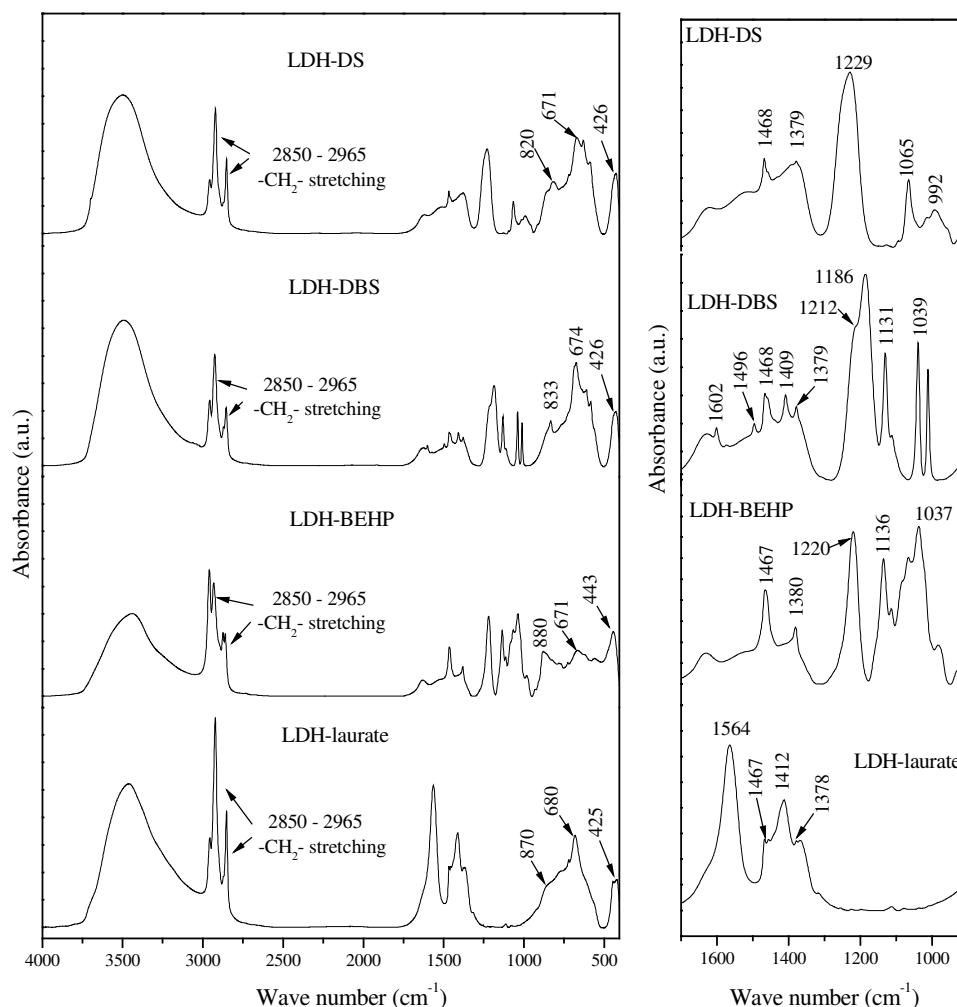 LDH-DS
2850 - 2965
-CH2- stretching
820
671
426
LDH-DBS
2850 - 2965
-CH2- stretching
833
674
426
LDH-BEHP
2850 - 2965
-CH2- stretching
880
671
443
LDH-laurate
2850 - 2965
-CH2- stretching
870
680
425
Absorbance (a.u.)
4000 3500 3000 2500 2000 1500 1000 500
Wave number (cm-1)
LDH-DS
1468
1379
1229
1065
992
LDH-DBS
1602
1496
1468
1409
1379
1212
1186
1131
1039
LDH-BEHP
1467
1380
1220
1136
1037
LDH-laurate
1564
1467
1412
1378
Absorbance (a.u.)
1600 1400 1200 1000
Wave number (cm-1)